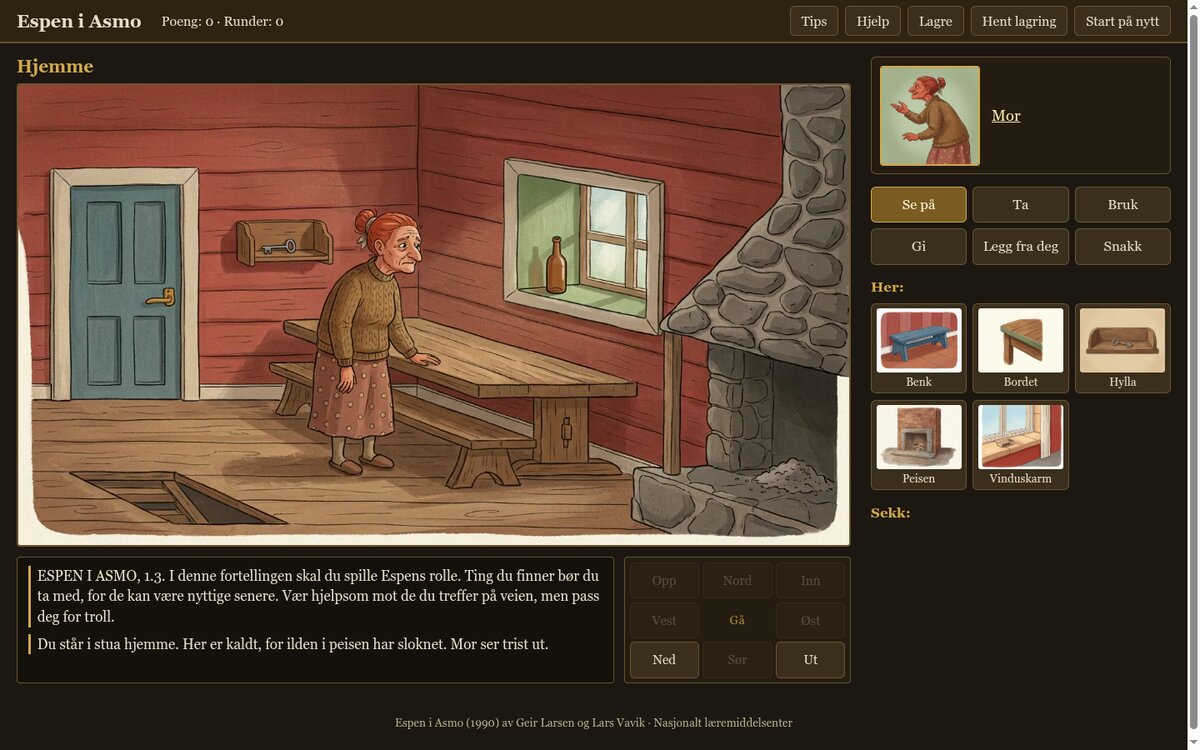 Espen i Asmo
Poeng: 0 · Runder: 0
Tips
Hjelp
Lagre
Hent lagring
Start på nytt
Hjemme
Mor
Se på
Ta
Bruk
Gi
Legg fra deg
Snakk
Her:
Benk
Bordet
Hylla
Peisen
Vinduskarm
Sekk:
ESPEN I ASMO, 1.3. I denne fortellingen skal du spille Espens rolle. Ting du finner bør du
ta med, for de kan være nyttige senere. Vær hjelpsom mot de du treffer på veien, men pass
deg for troll.
Du står i stua hjemme. Her er kaldt, for ilden i peisen har sloknet. Mor ser trist ut.
Opp
Nord
Inn
Vest
Gå
Øst
Ned
Sør
Ut
Espen i Asmo (1990) av Geir Larsen og Lars Vavik · Nasjonalt læremiddelsenter